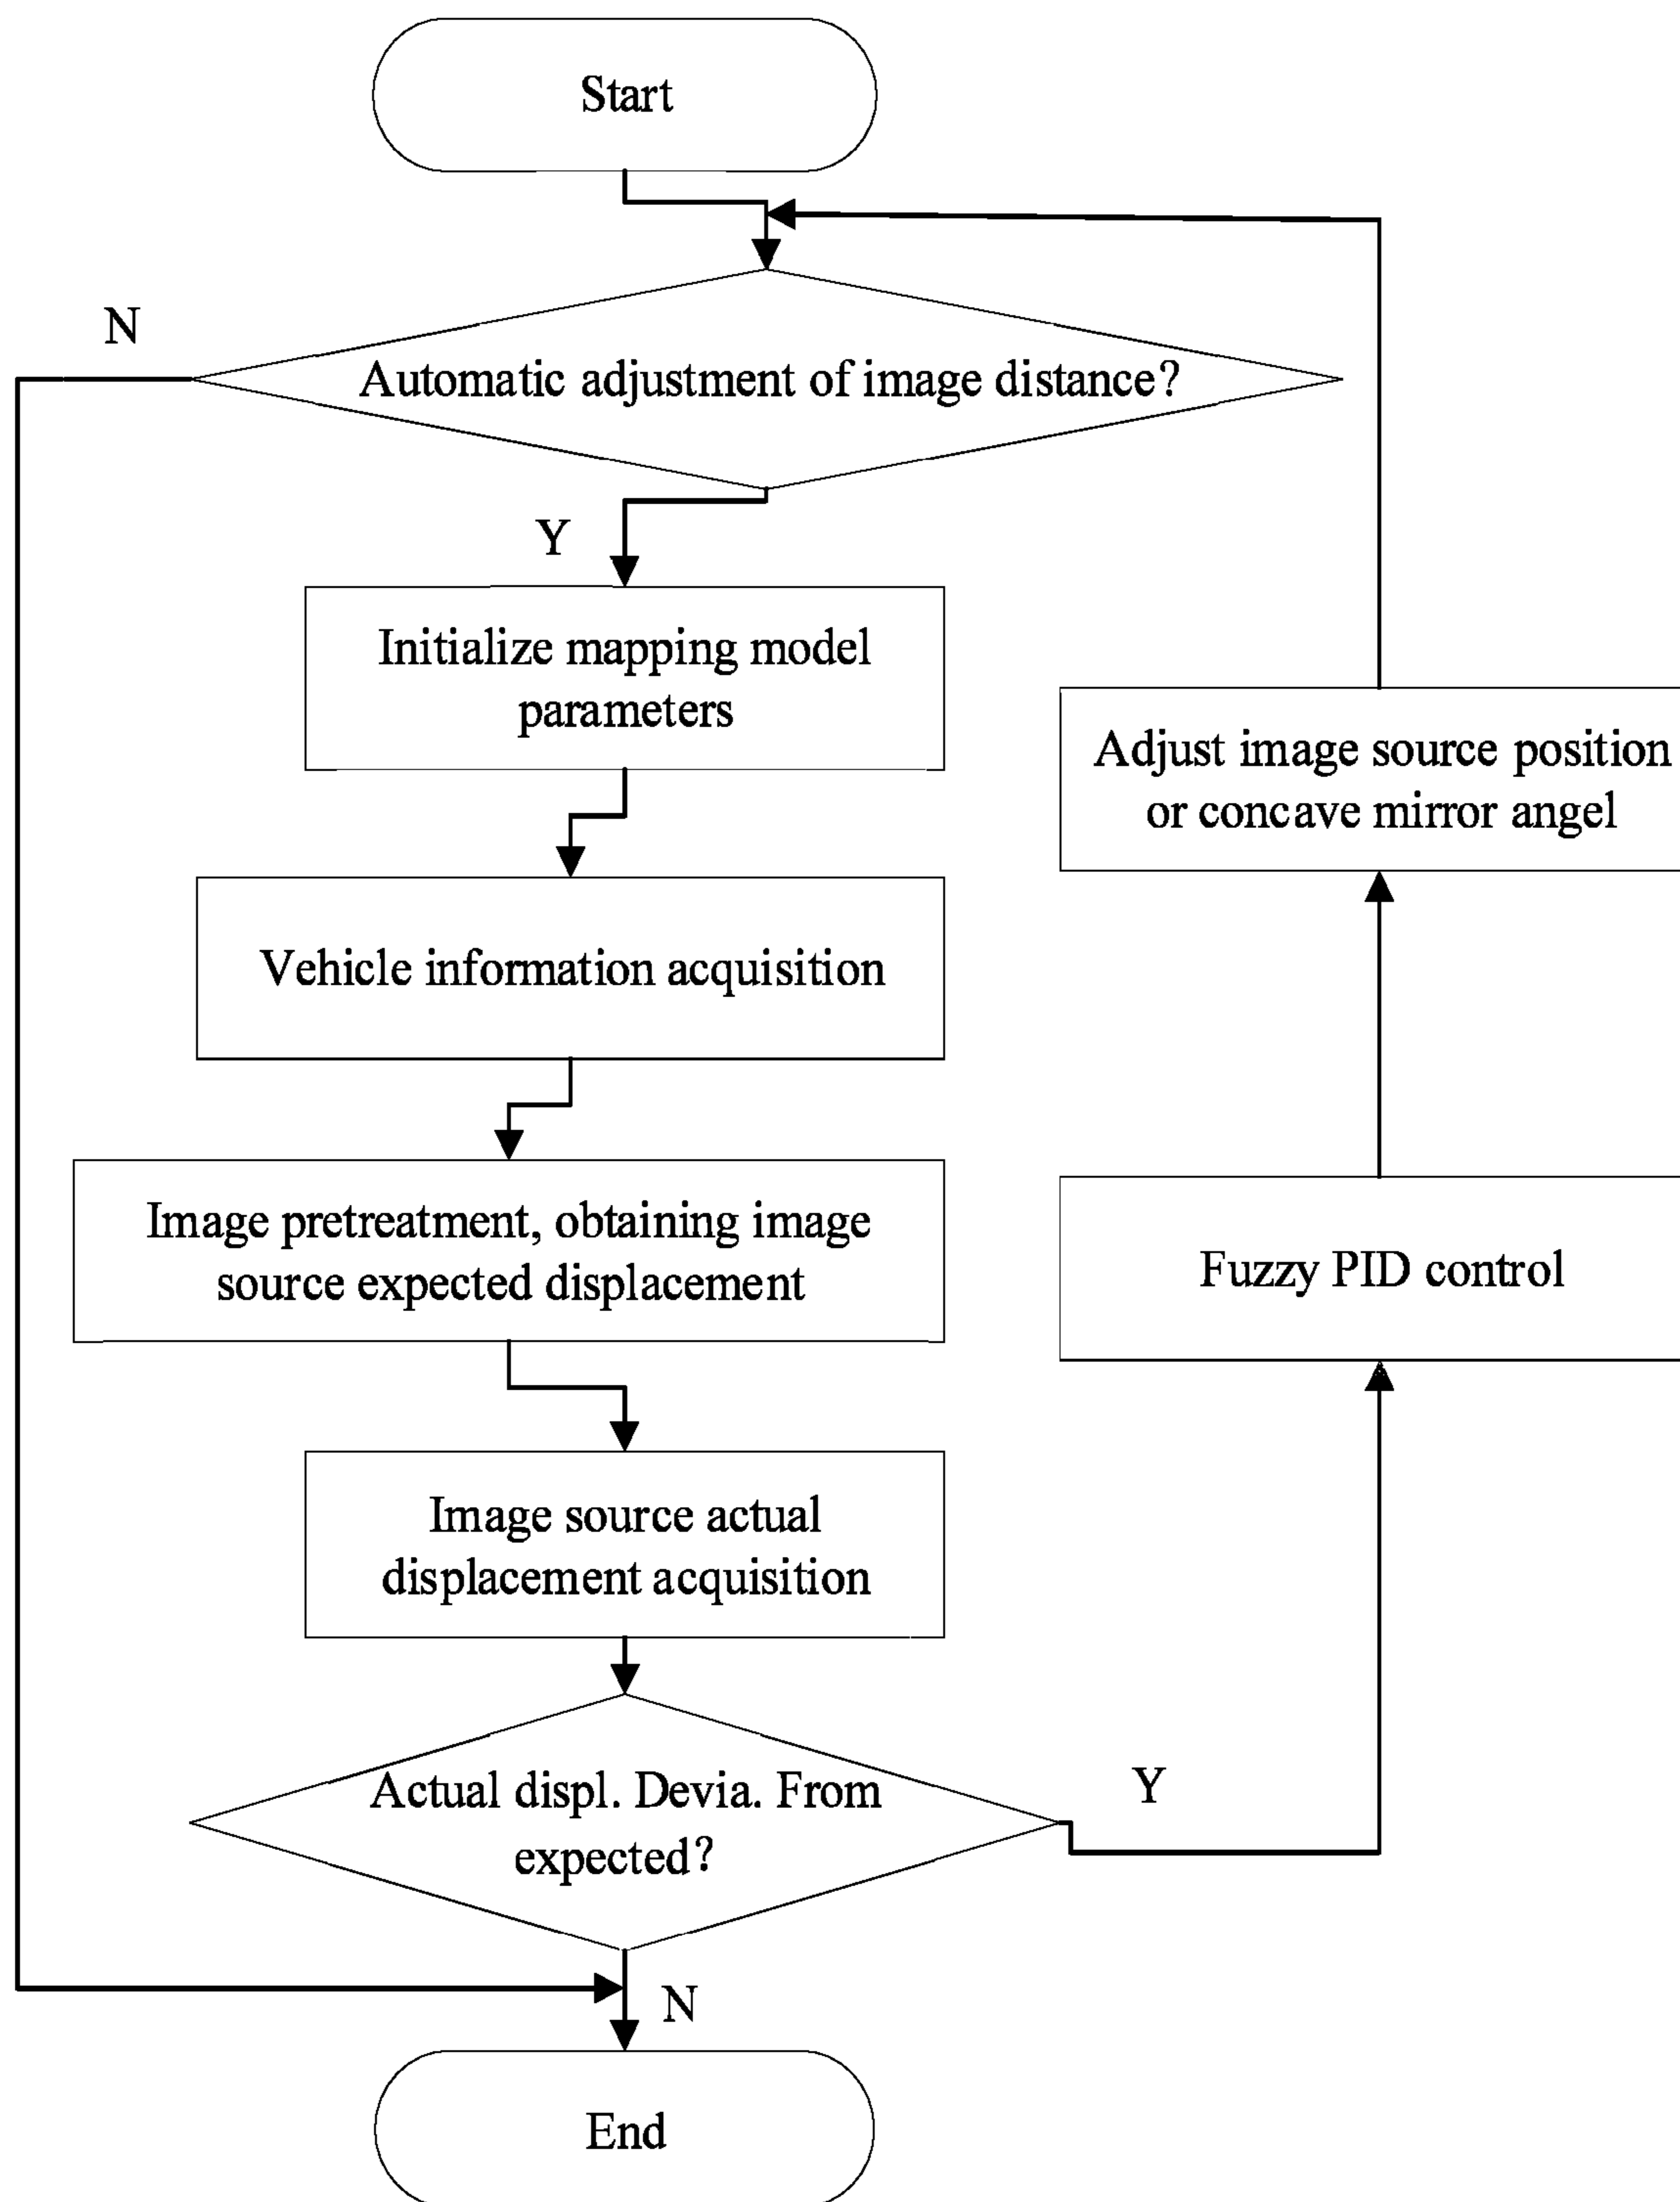 Start
N
Automatic adjustment of image distance?
Y
Initialize mapping model
parameters
Adjust image source position
or concave mirror angel
Vehicle information acquisition
Image pretreatment, obtaining image
source expected displacement
Fuzzy PID control
Image source actual
displacement acquisition
Actual displ. Devia. From
expected?
Y
N
End